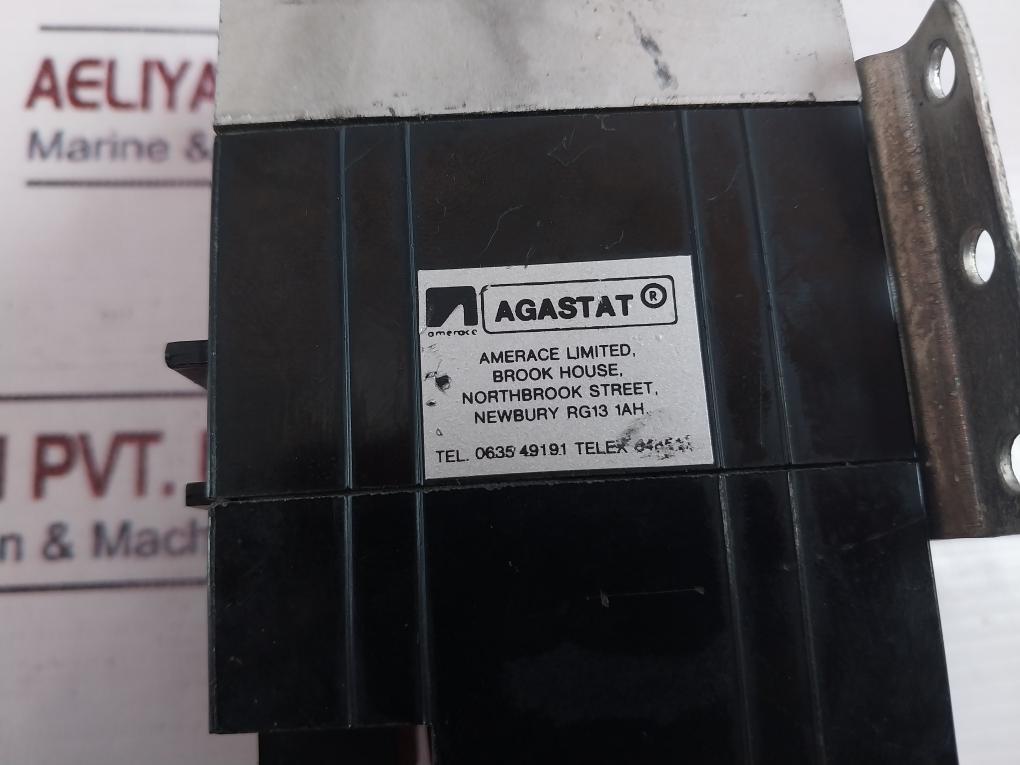 AELIYA
Marine &
amerace
AGASTAT ®
AMERACE LIMITED,
BROOK HOUSE,
NORTHBROOK STREET,
NEWBURY RG13 1AH.
TEL. 0635 49191 TELEX
PVT.
n & Mach